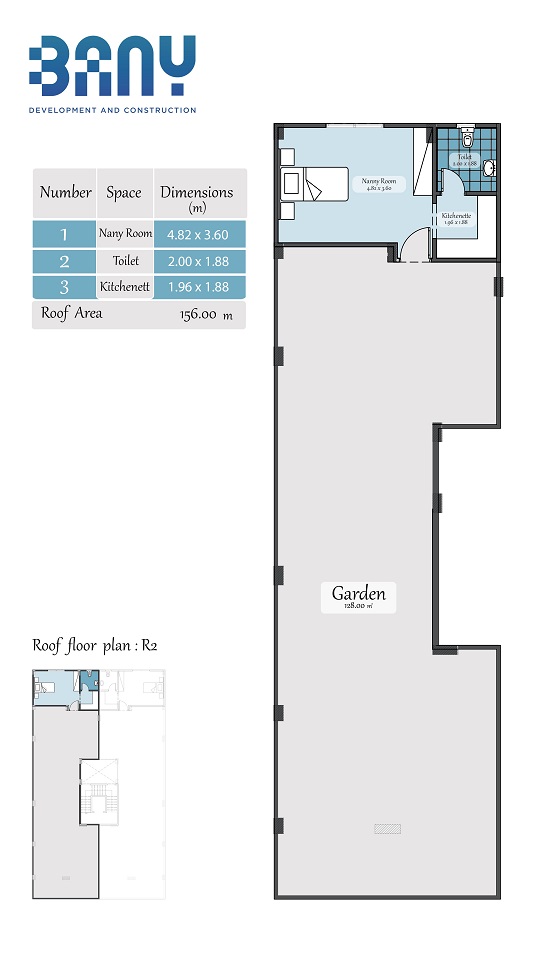 BANY
DEVELOPMENT AND CONSTRUCTION
Number Space Dimensions
(m)
1 Nany Room 4.82 x 3.60
2 Toilet 2.00 x 1.88
3 Kitchenett 1.96 x 1.88
Roof Area 156.00 m
Nanny Room
4.82 x 3.60
Toilet
2.00 x 1.88
Kitchenette
1.96 x 1.88
Garden
128.00 m²
Roof floor plan : R2